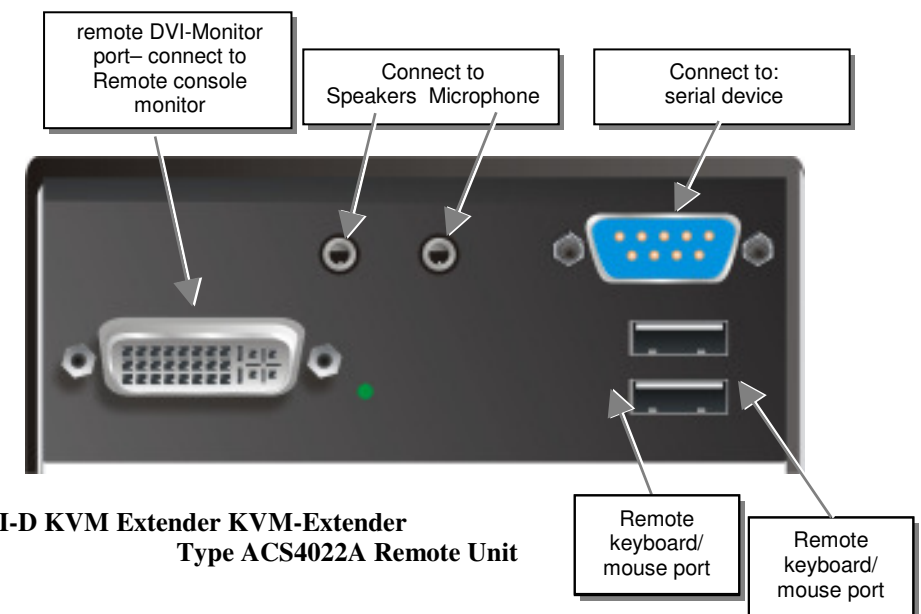 remote DVI-Monitor
port– connect to
Remote console
monitor
Connect to
Speakers Microphone
Connect to:
serial device
I-D KVM Extender KVM-Extender
Type ACS4022A Remote Unit
Remote
keyboard/
mouse port
Remote
keyboard/
mouse port